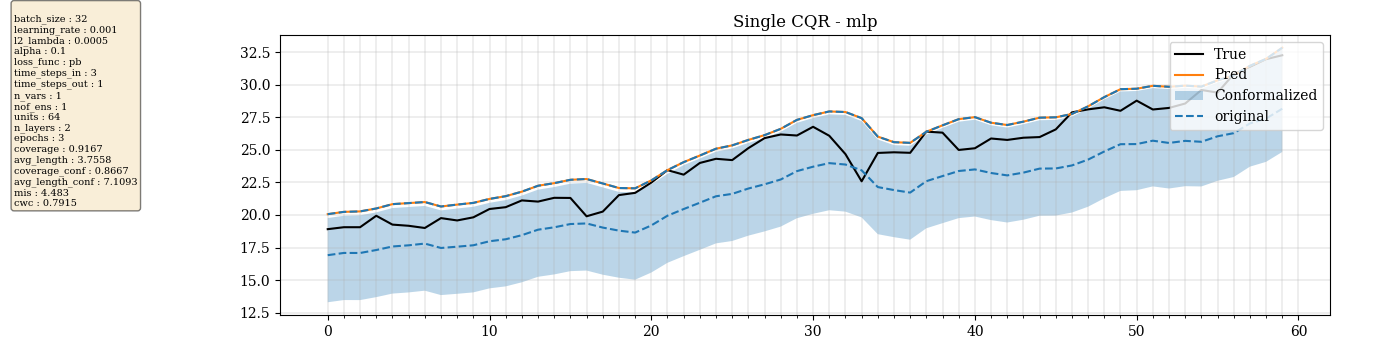 batch_size : 32
learning_rate : 0.001
l2_lambda : 0.0005
alpha : 0.1
loss_func : pb
time_steps_in : 3
time_steps_out : 1
n_vars : 1
nof_ens : 1
units : 64
n_layers : 2
epochs : 3
coverage : 0.9167
avg_length : 3.7558
coverage_conf : 0.8667
avg_length_conf : 7.1093
mis : 4.483
cwc : 0.7915
Single CQR - mlp
32.5
30.0
27.5
25.0
22.5
20.0
17.5
15.0
12.5
True
Pred
Conformalized
original
0 10 20 30 40 50 60